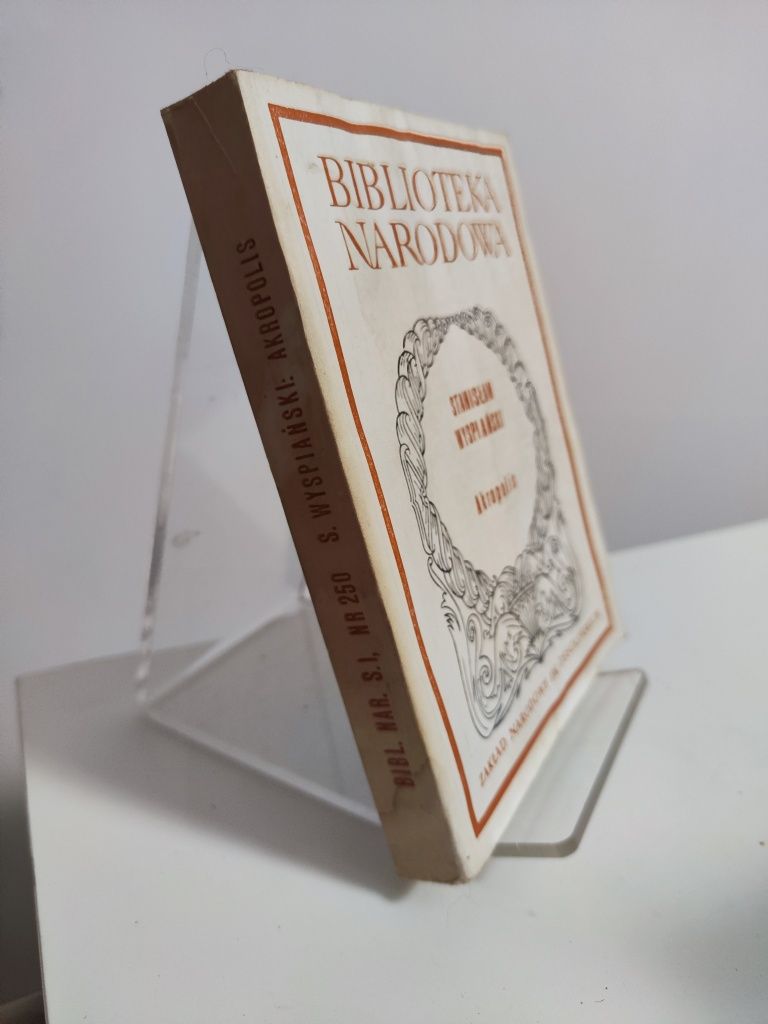 BIBLIOTEKA
NARODOWA
STANISŁAW
WYSPIAŃSKI
Akropolis
ZAKŁAD NARODOWY IM. OSSOLIŃSKICH
BIBL. NAR. S. I, NR 250 S. WYSPIAŃSKI: AKROPOLIS